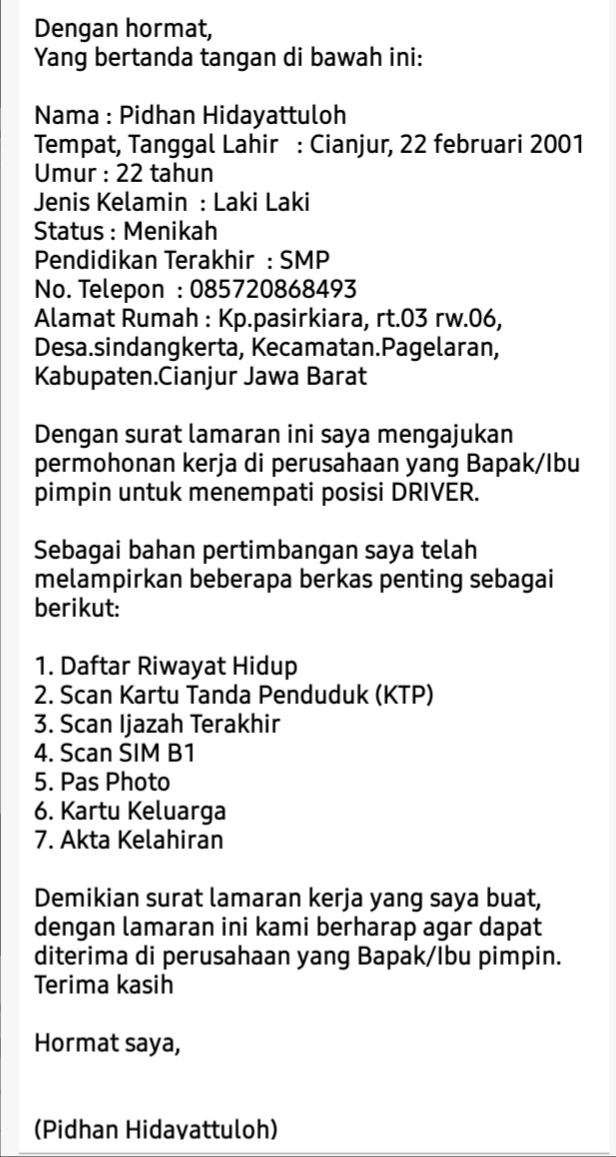 Dengan hormat,
Yang bertanda tangan di bawah ini:
Nama : Pidhan Hidayattuloh
Tempat, Tanggal Lahir : Cianjur, 22 februari 2001
Umur : 22 tahun
Jenis Kelamin : Laki Laki
Status : Menikah
Pendidikan Terakhir : SMP
No. Telepon : 085720868493
Alamat Rumah : Kp.pasirkiara, rt.03 rw.06,
Desa.sindangkerta, Kecamatan.Pagelaran,
Kabupaten.Cianjur Jawa Barat
Dengan surat lamaran ini saya mengajukan
permohonan kerja di perusahaan yang Bapak/Ibu
pimpin untuk menempati posisi DRIVER.
Sebagai bahan pertimbangan saya telah
melampirkan beberapa berkas penting sebagai
berikut:
1. Daftar Riwayat Hidup
2. Scan Kartu Tanda Penduduk (KTP)
3. Scan Ijazah Terakhir
4. Scan SIM B1
5. Pas Photo
6. Kartu Keluarga
7. Akta Kelahiran
Demikian surat lamaran kerja yang saya buat,
dengan lamaran ini kami berharap agar dapat
diterima di perusahaan yang Bapak/Ibu pimpin.
Terima kasih
Hormat saya,
(Pidhan Hidayattuloh)